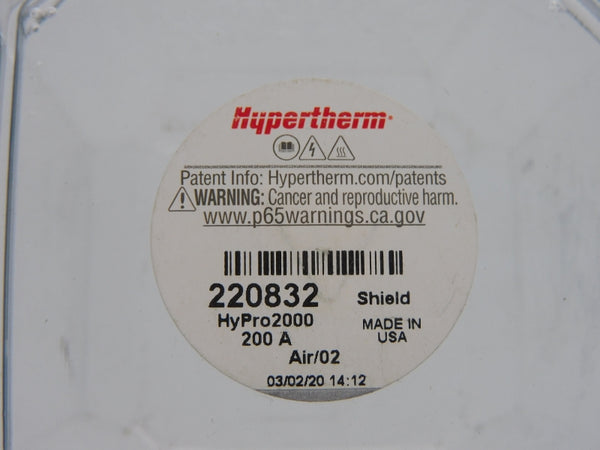 Hypertherm®
Patent Info: Hypertherm.com/patents
WARNING: Cancer and reproductive harm.
www.p65warnings.ca.gov
220832 Shield
HyPro2000 MADE IN
200 A USA
Air/02
03/02/20 14:12